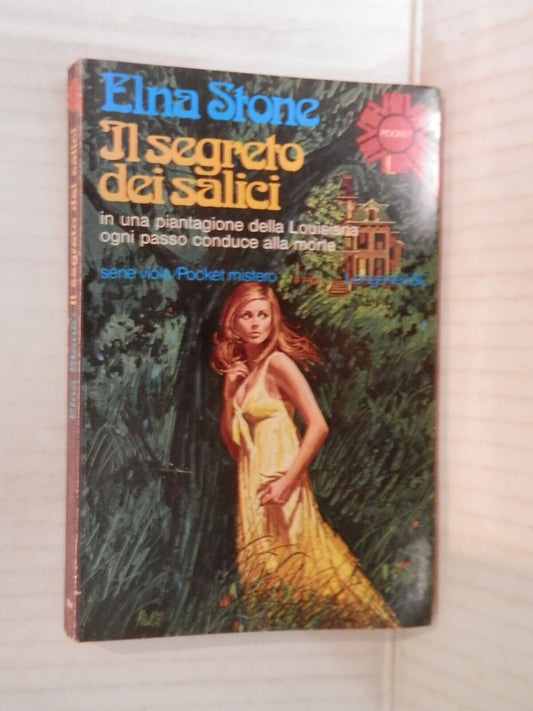 Elna Stone
Il segreto
dei salici
in una piantagione della Louisiana
ogni passo conduce alla morte
serie viola/Pocket mistero
Longanesi & C.
POCKET
L
Elna Stone: Il segreto dei salici